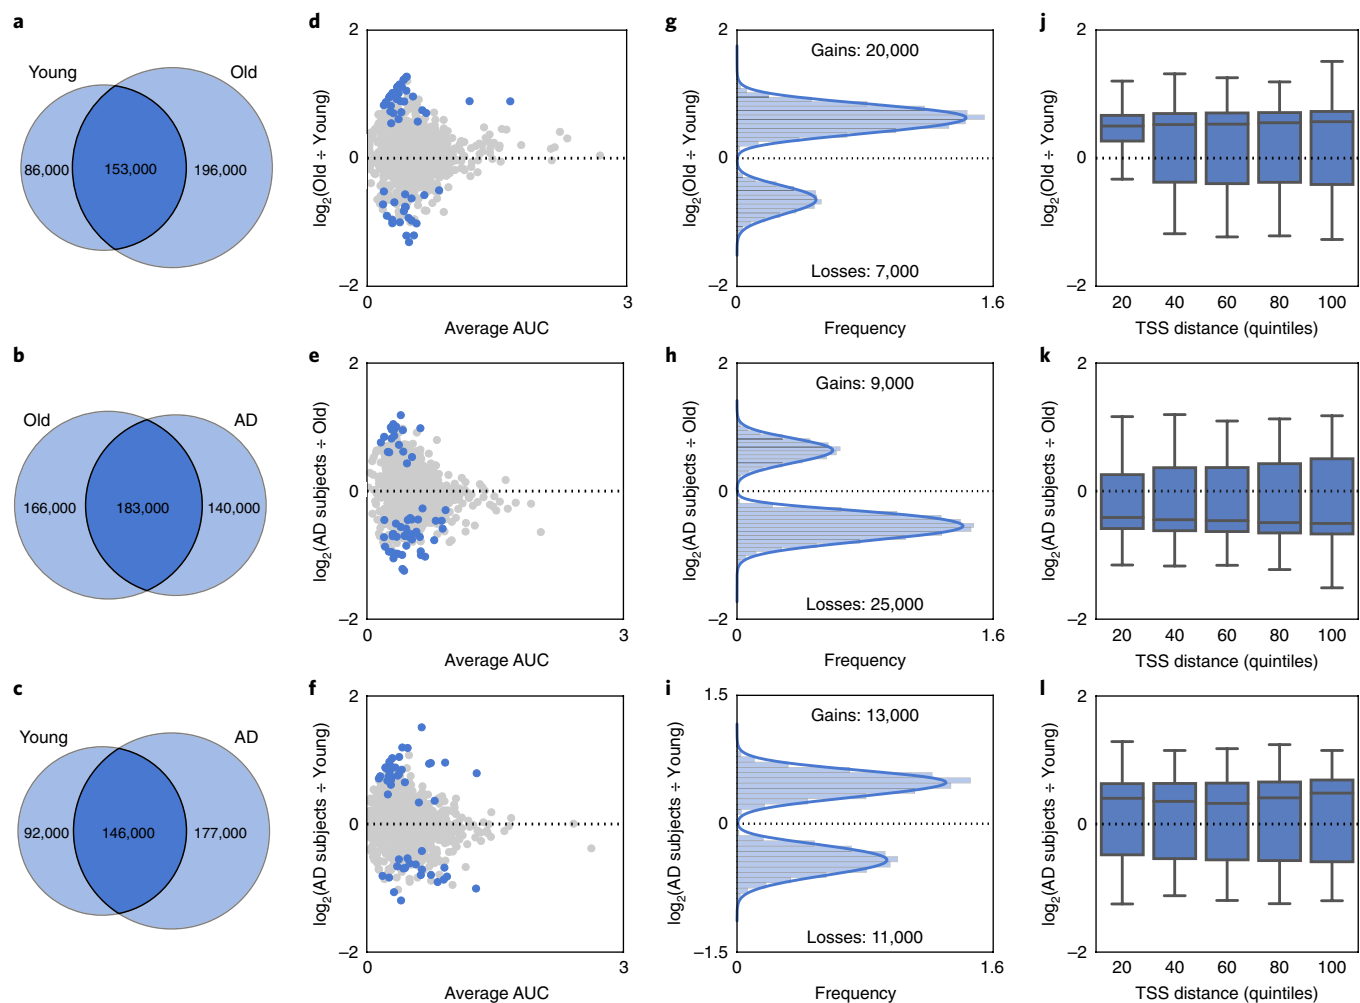 a
Young
Old
86,000
153,000
196,000
d
2
0
−2
log2(Old ÷ Young)
0
3
Average AUC
g
2
0
−2
log2(Old ÷ Young)
Gains: 20,000
Losses: 7,000
0
1.6
Frequency
j
2
0
−2
log2(Old ÷ Young)
20 40 60 80 100
TSS distance (quintiles)
b
Old
AD
166,000
183,000
140,000
e
2
0
−2
log2(AD subjects ÷ Old)
0
3
Average AUC
h
2
0
−2
log2(AD subjects ÷ Old)
Gains: 9,000
Losses: 25,000
0
1.6
Frequency
k
2
0
−2
log2(AD subjects ÷ Old)
20 40 60 80 100
TSS distance (quintiles)
c
Young
AD
92,000
146,000
177,000
f
2
0
−2
log2(AD subjects ÷ Young)
0
3
Average AUC
i
1.5
0
−1.5
log2(AD subjects ÷ Young)
Gains: 13,000
Losses: 11,000
0
1.6
Frequency
l
2
0
−2
log2(AD subjects ÷ Young)
20 40 60 80 100
TSS distance (quintiles)